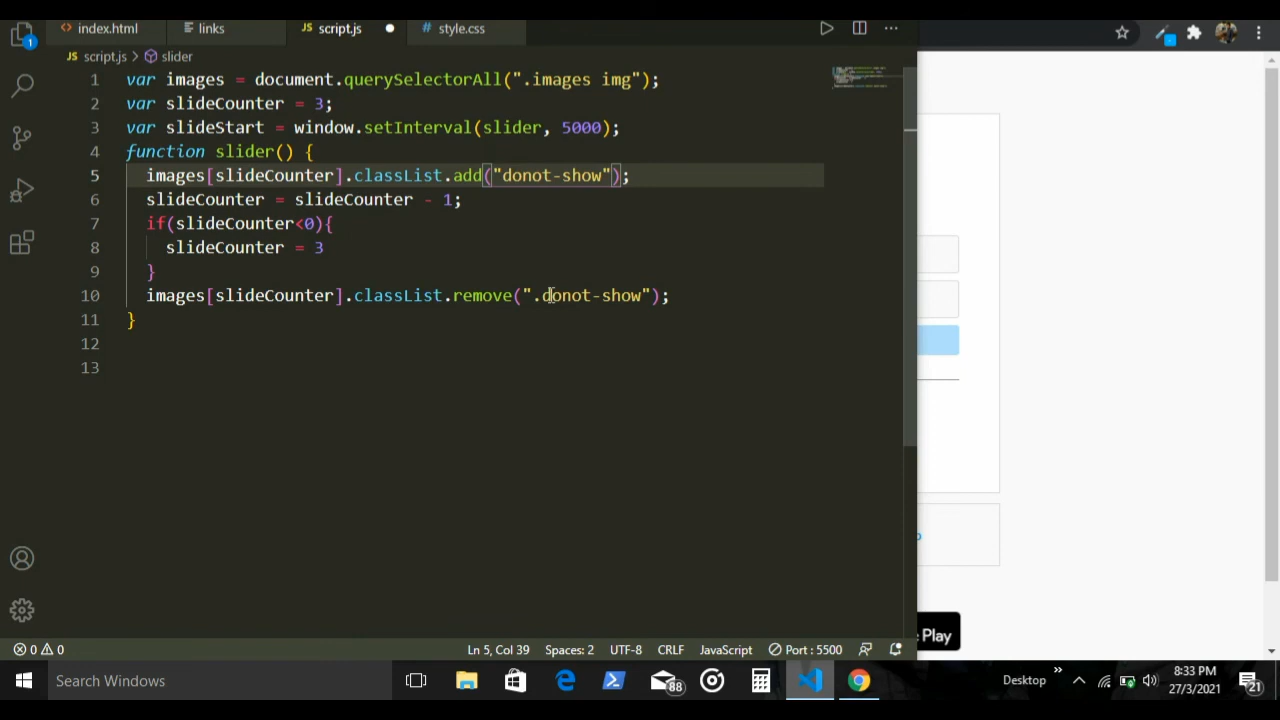 index.html links JS script.js style.css
JS script.js > slider
1 var images = document.querySelectorAll(".images img");
2 var slideCounter = 3;
3 var slideStart = window.setInterval(slider, 5000);
4 function slider() {
5 images[slideCounter].classList.add("donot-show");
6 slideCounter = slideCounter - 1;
7 if(slideCounter<0){
8 slideCounter = 3
9 }
10 images[slideCounter].classList.remove(".donot-show");
11 }
12
13
1
Play
0 0 Ln 5, Col 39 Spaces: 2 UTF-8 CRLF JavaScript Port : 5500
Search Windows 88 Desktop 8:33 PM
27/3/2021 21